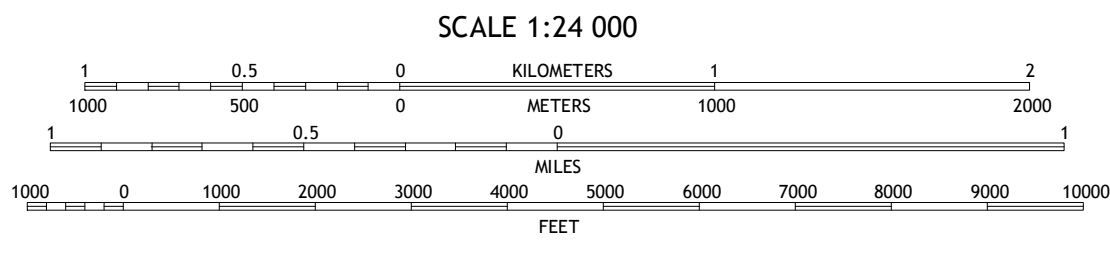 SCALE 1:24 000
1 0.5 0 KILOMETERS 1 2
1000 500 0 METERS 1000 2000
1 0.5 0 1
MILES
1000 0 1000 2000 3000 4000 5000 6000 7000 8000 9000 10000
FEET